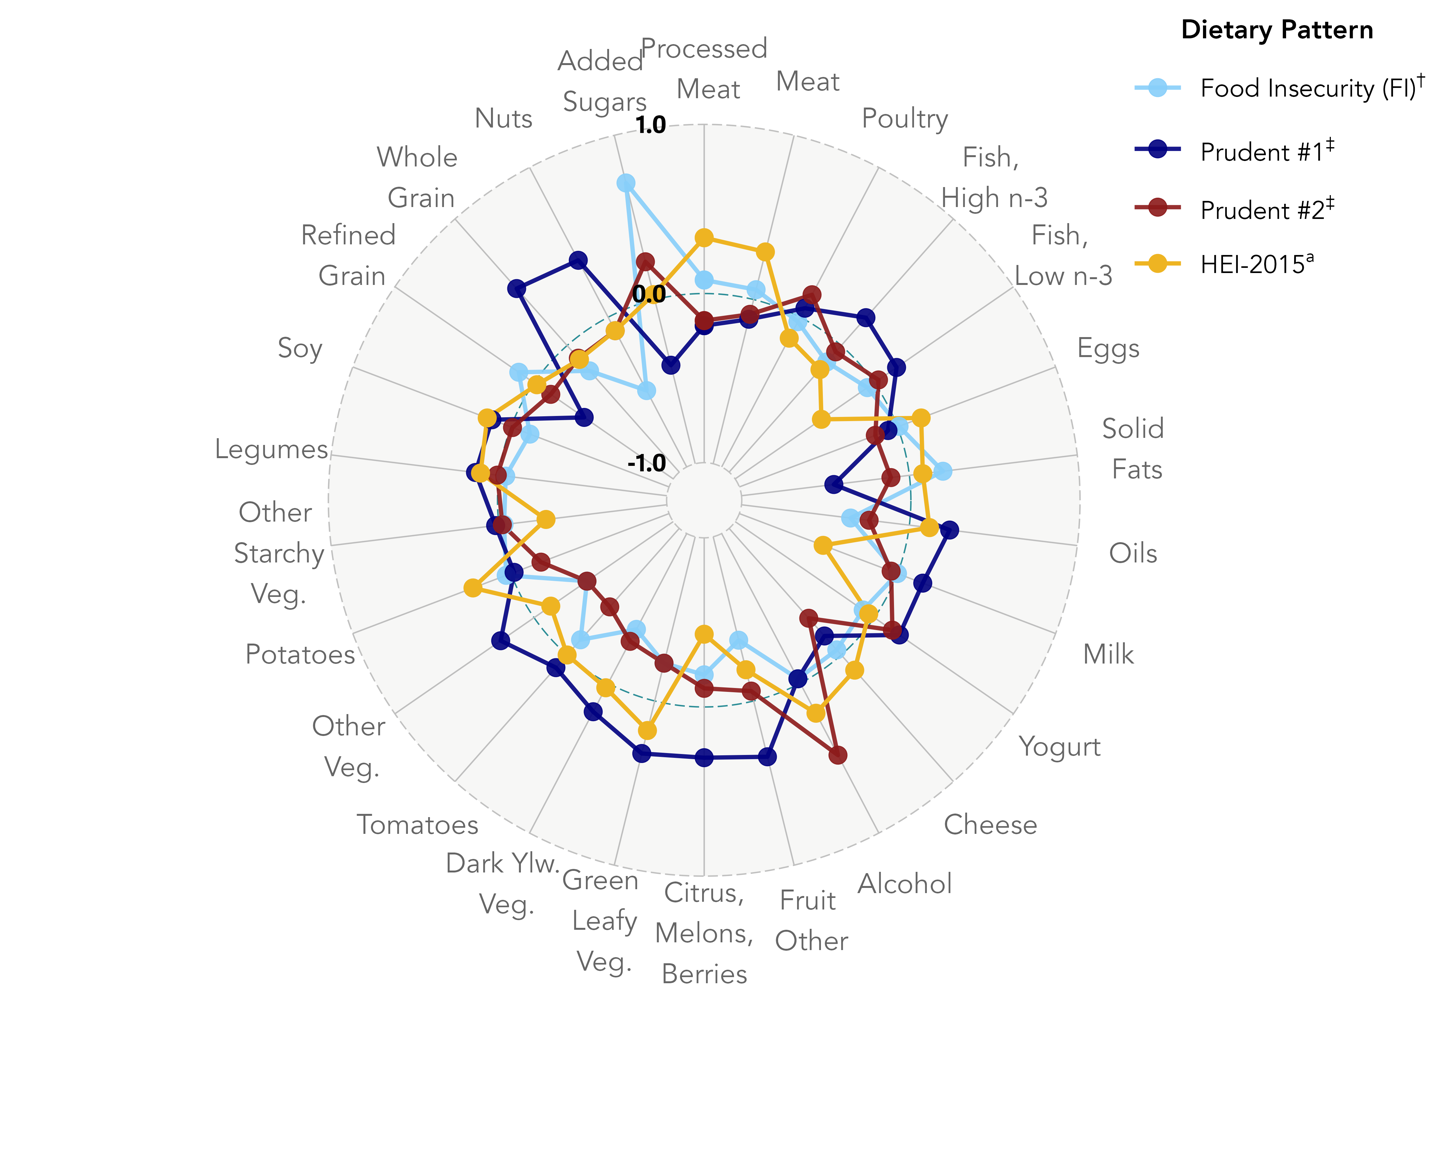 Dietary Pattern
Food Insecurity (FI)†
Prudent #1‡
Prudent #2‡
HEI-2015ª
Processed
Meat
Meat
Poultry
Fish,
High n-3
Fish,
Low n-3
Eggs
Solid
Fats
Oils
Milk
Yogurt
Cheese
Alcohol
Fruit
Other
Citrus,
Melons,
Berries
Green
Leafy
Veg.
Dark Ylw.
Veg.
Tomatoes
Other
Veg.
Potatoes
Other
Starchy
Veg.
Legumes
Soy
Refined
Grain
Whole
Grain
Nuts
Added
Sugars
1.0
0.0
-1.0